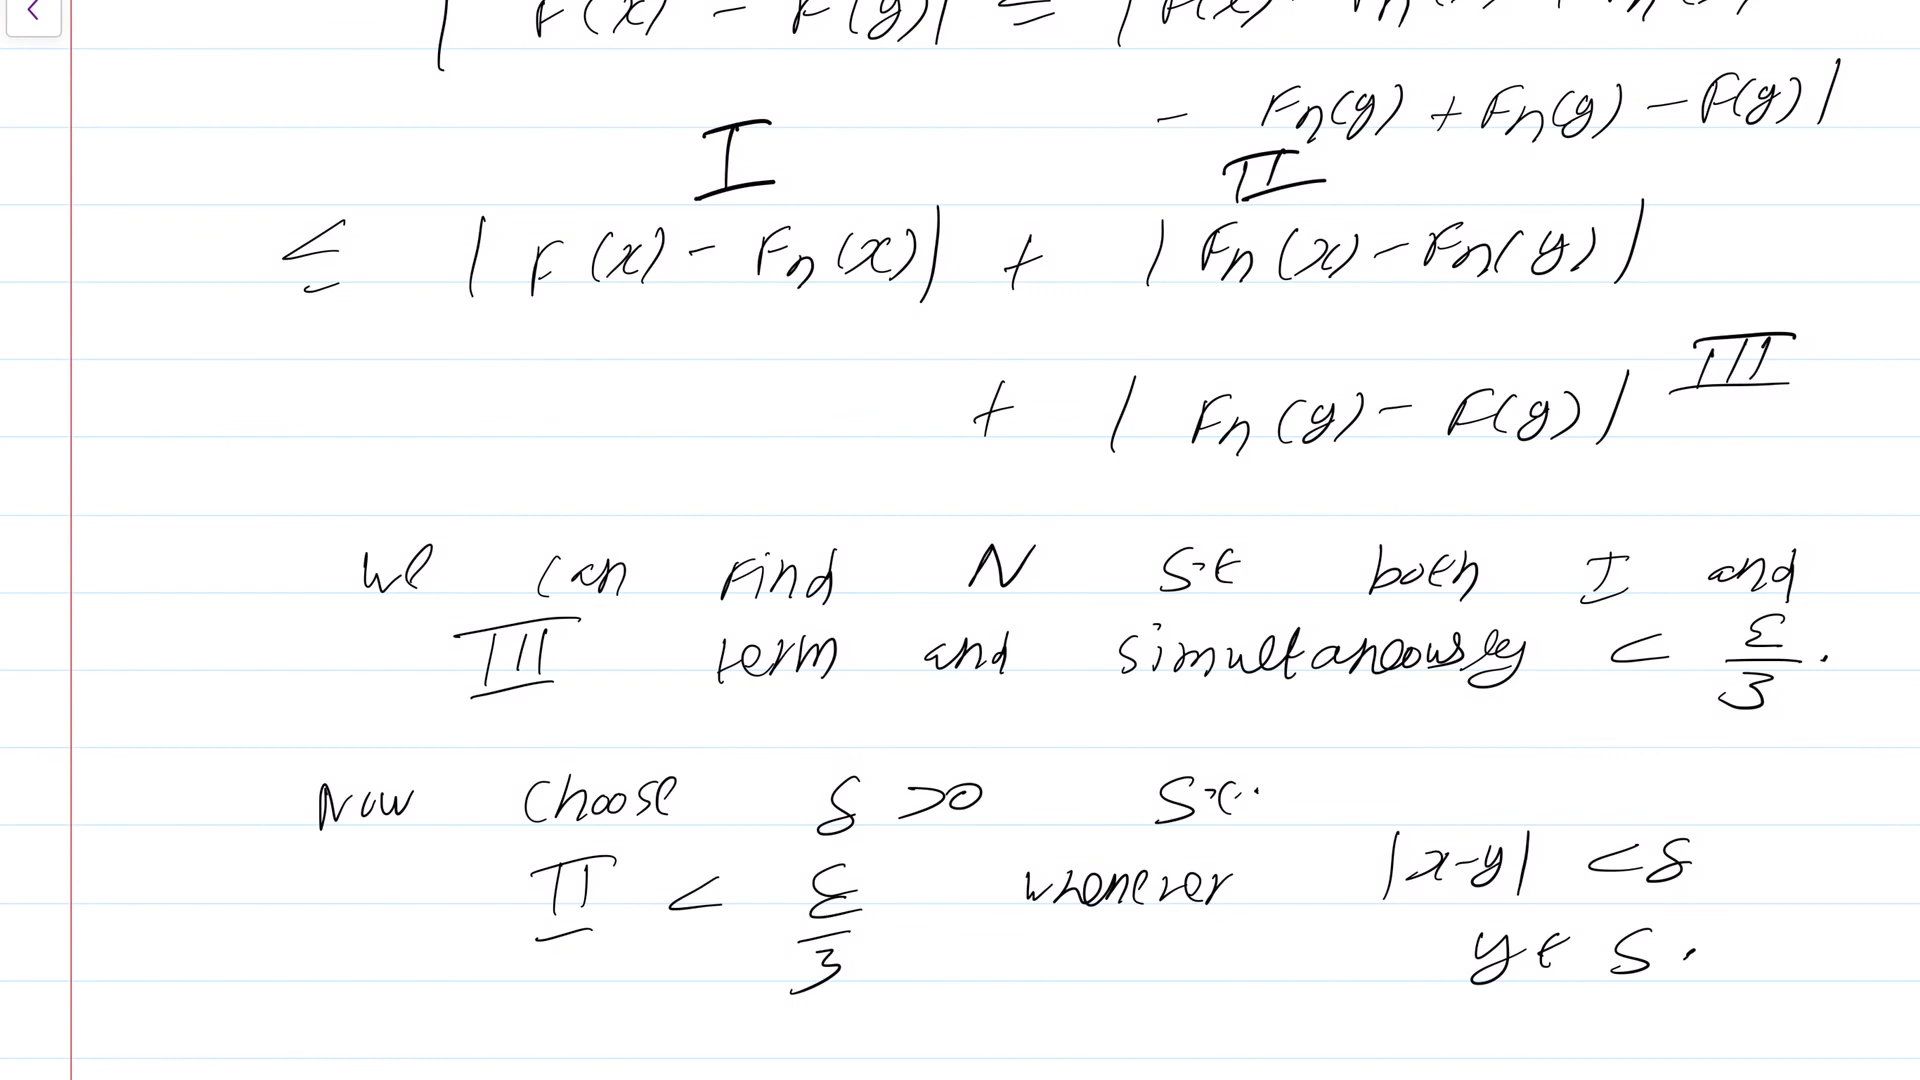 | F(x) - F(y)| ≤ |F(x) - Fn(x) + Fn(x)
- Fn(y) + Fn(y) - F(y)|
I II
≤ | F(x) - Fn(x)| + | Fn(x) - Fn(y)|
+ | Fn(y) - F(y)| III
We can find N s.t both I and
III term and simultaneously < ε/3.
Now choose δ >0 s.t.
II < ε/3 whenever |x-y| < δ
y ∈ S.